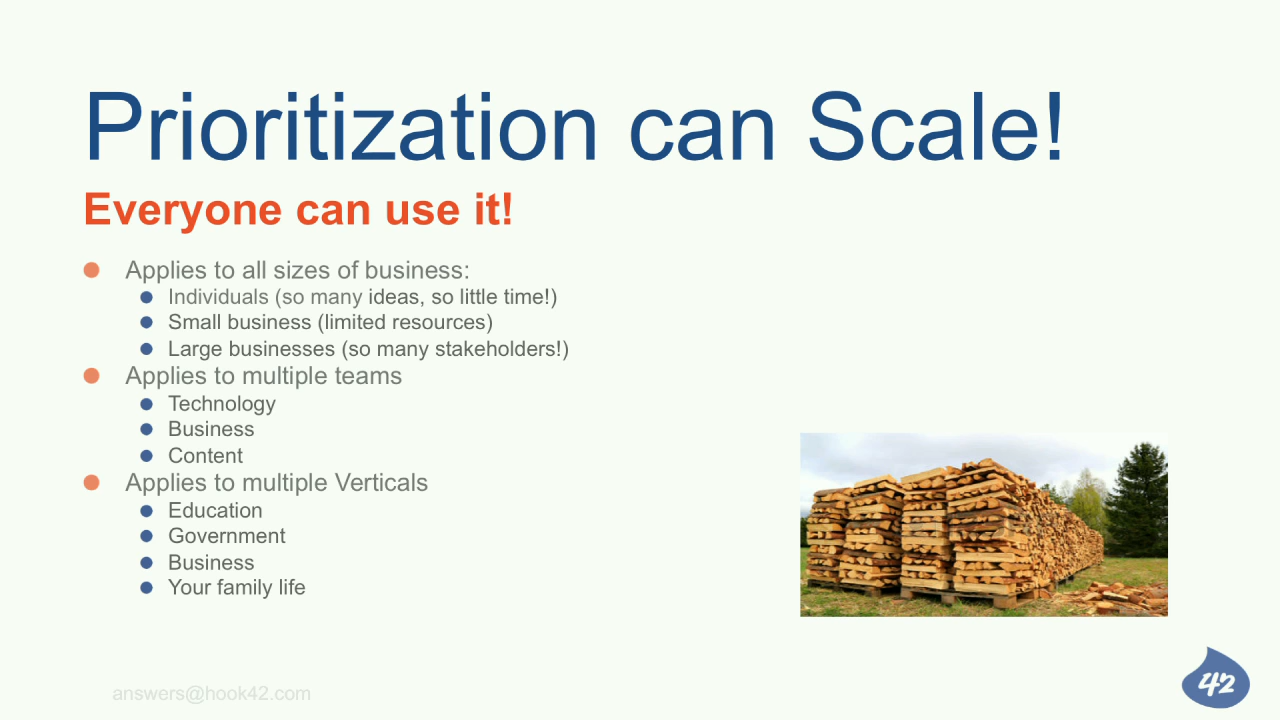 Prioritization can Scale!
Everyone can use it!
Applies to all sizes of business:
Individuals (so many ideas, so little time!)
Small business (limited resources)
Large businesses (so many stakeholders!)
Applies to multiple teams
Technology
Business
Content
Applies to multiple Verticals
Education
Government
Business
Your family life
answers@hook42.com
42